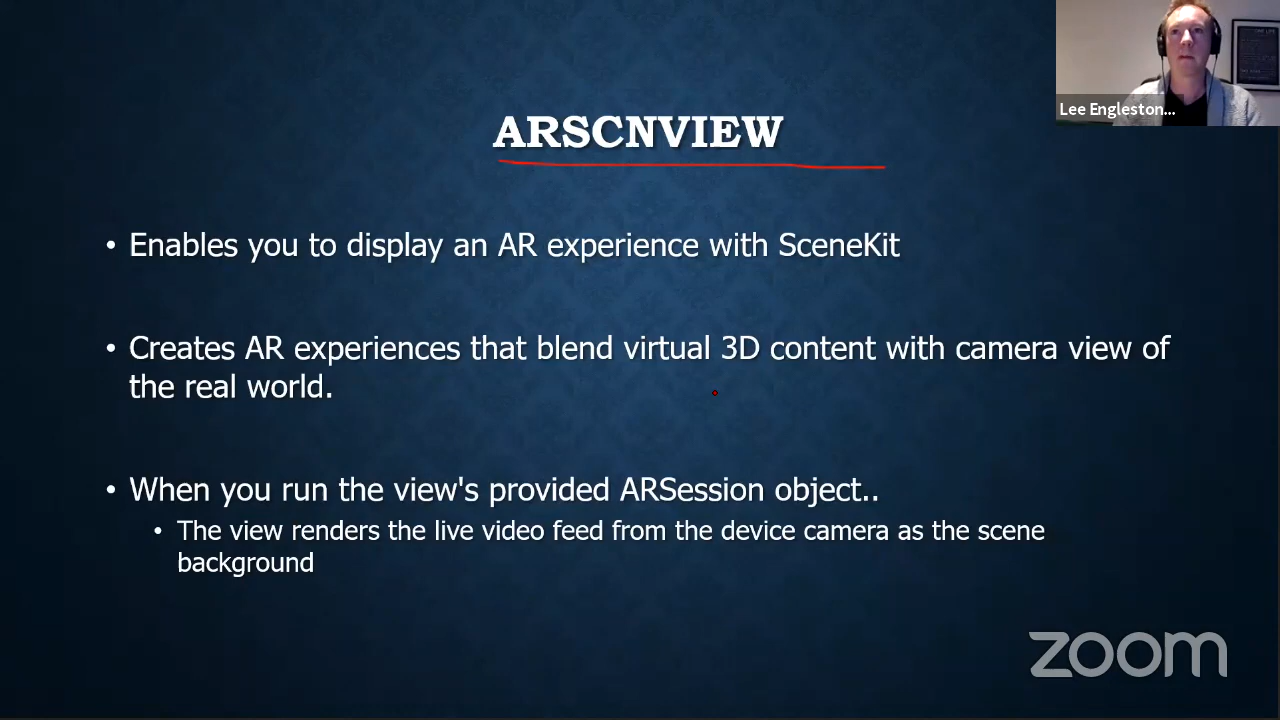 ARSCNVIEW
Lee Engleston...
• Enables you to display an AR experience with SceneKit
• Creates AR experiences that blend virtual 3D content with camera view of
the real world.
• When you run the view's provided ARSession object..
• The view renders the live video feed from the device camera as the scene
background
zoom